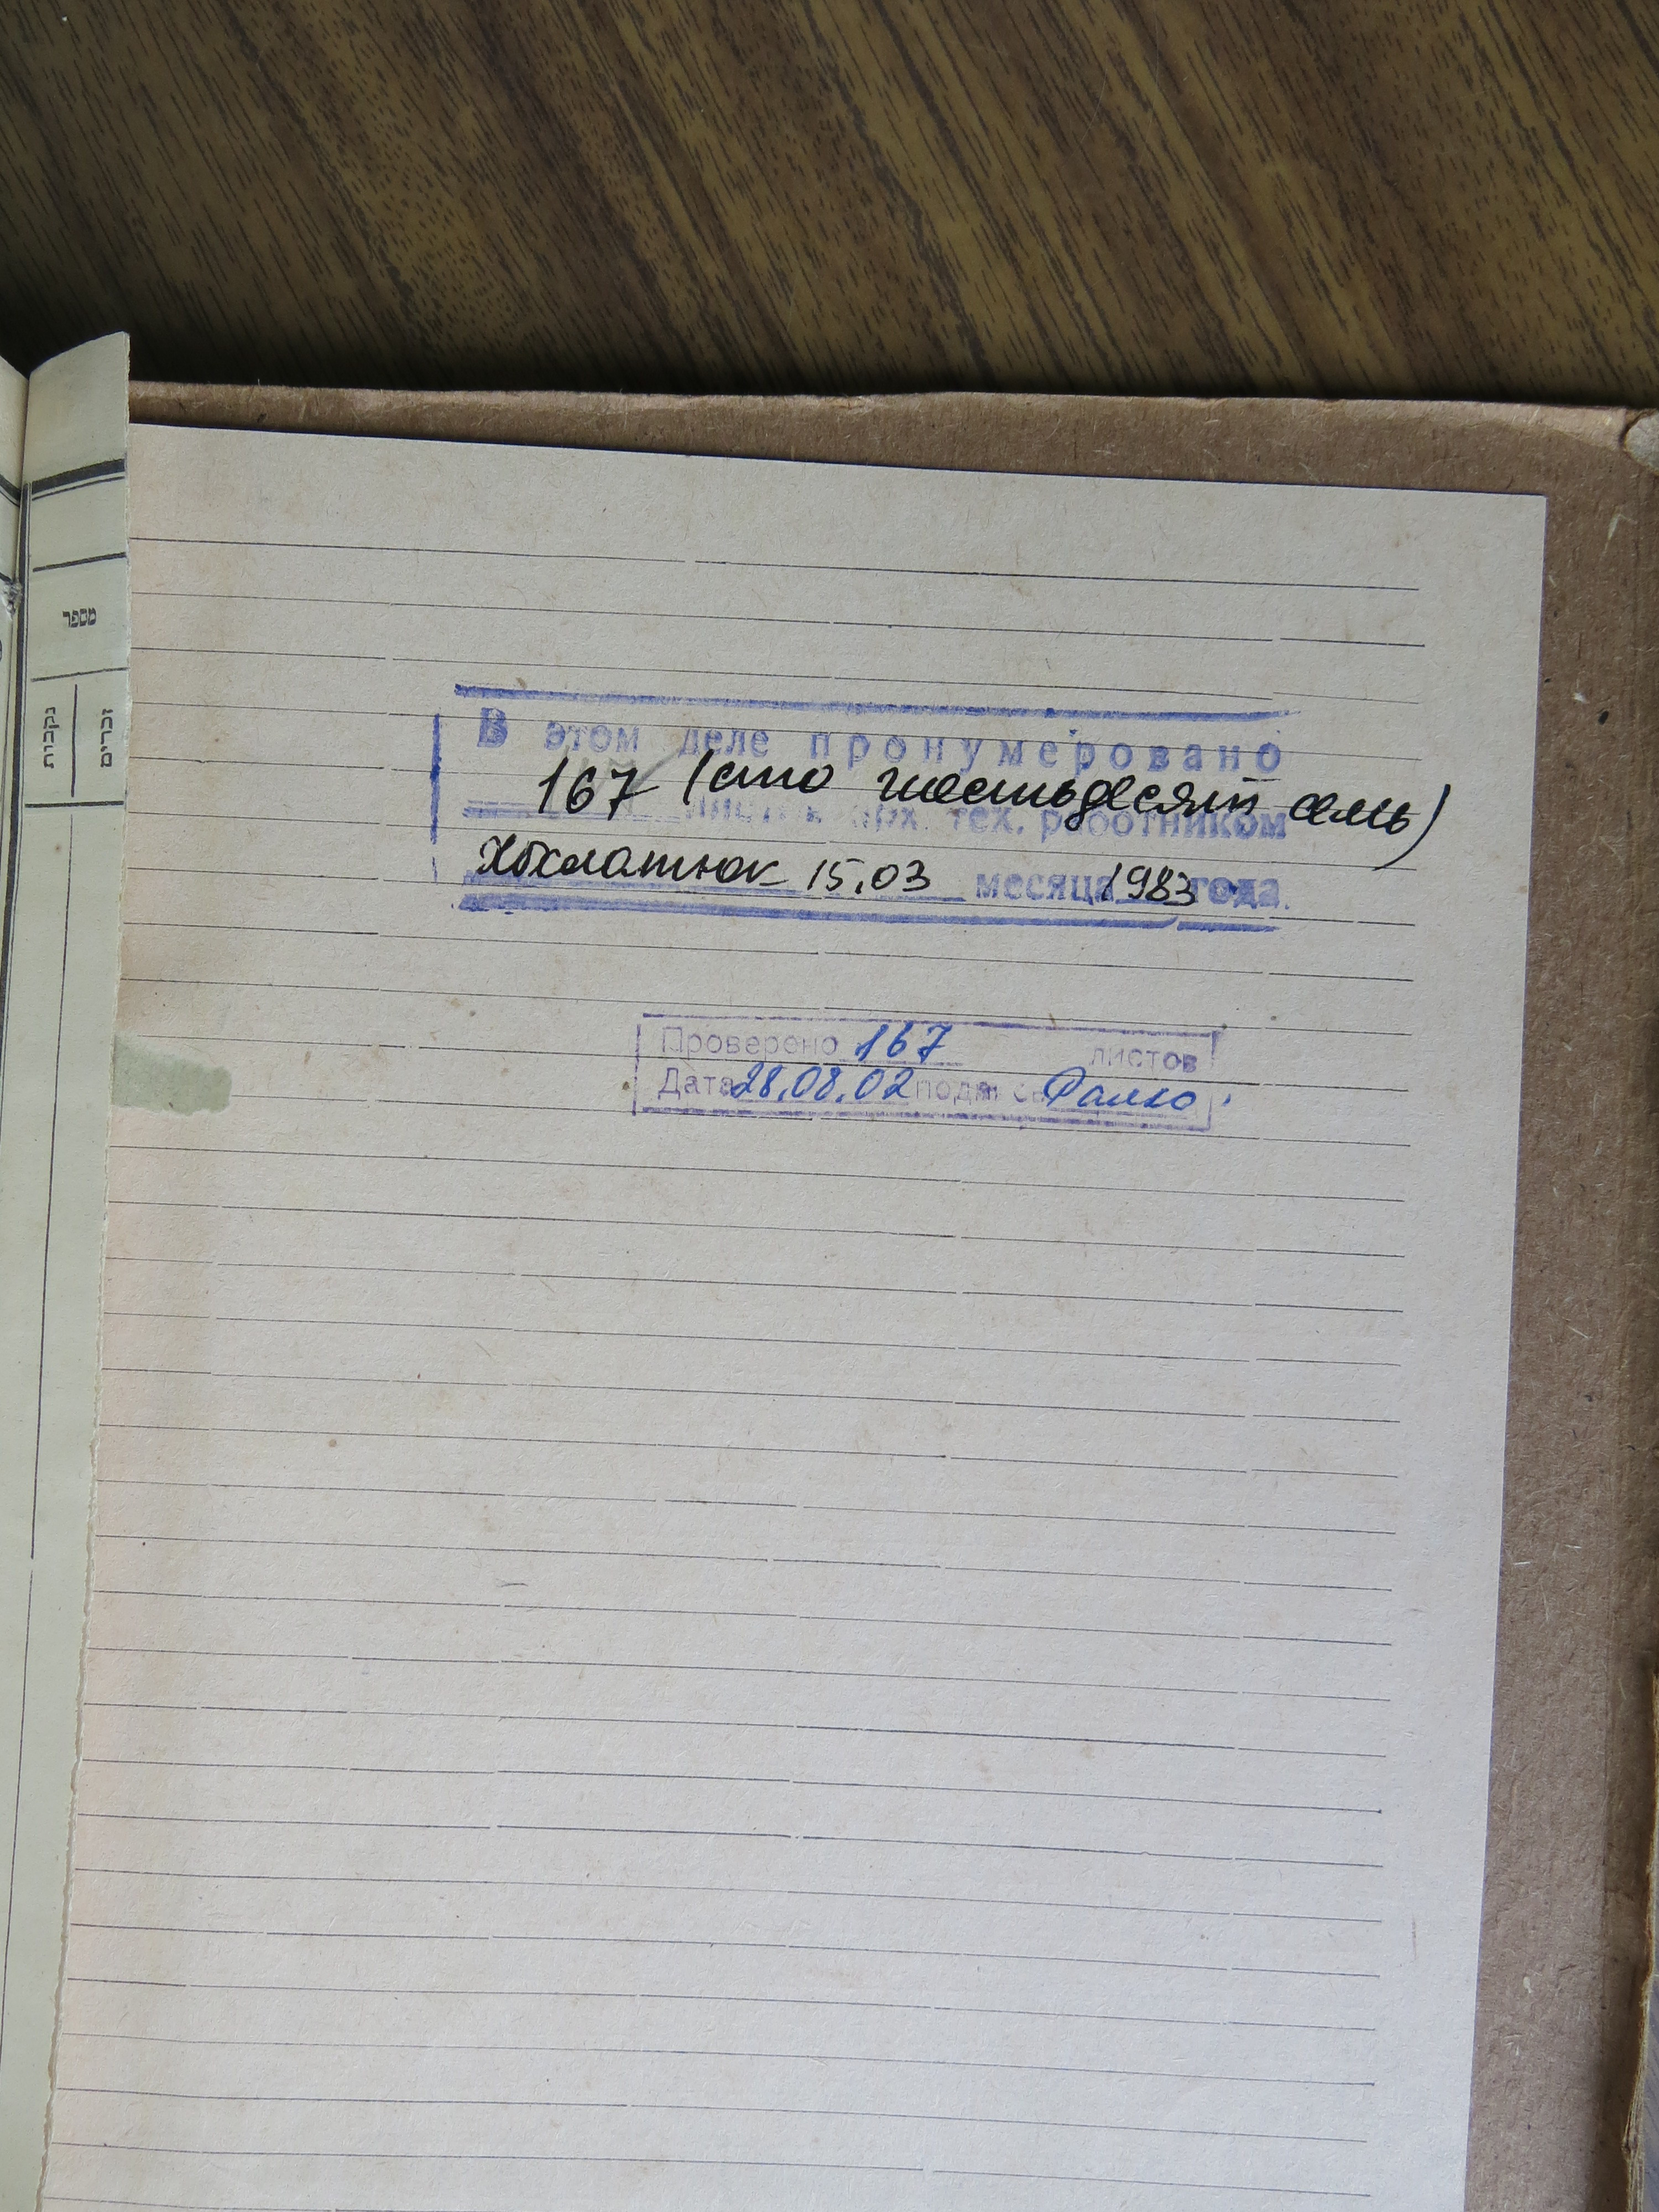 מספר
נקבות
זכרים
В этом деле пронумеровано
167 (сто шестьдесят семь)
арх. тех. работником
15.03 месяца 1983 года.
Проверено 167 листов
Дата 28.08.02